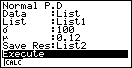 Normal P.D
Data :List
List :List1
σ :100
μ :0.12
Save Res:List2
Execute
CALC